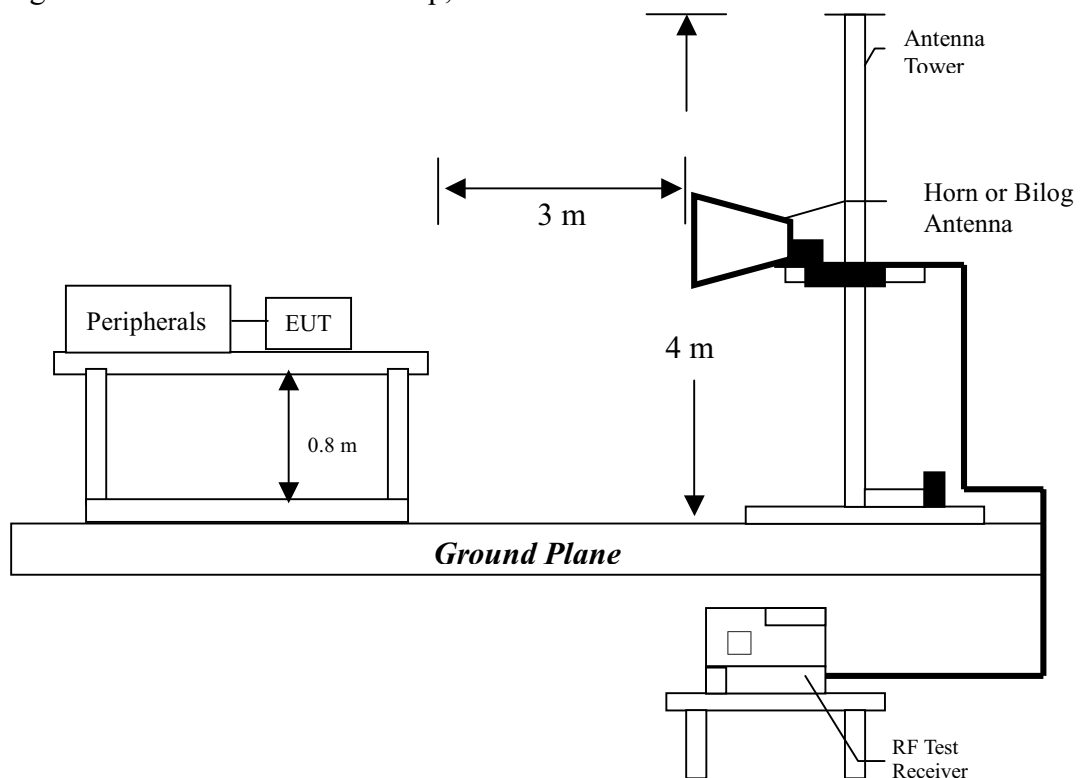 Antenna
Tower
Horn or Bilog
Antenna
3 m
Peripherals
EUT
4 m
0.8 m
Ground Plane
RF Test
Receiver